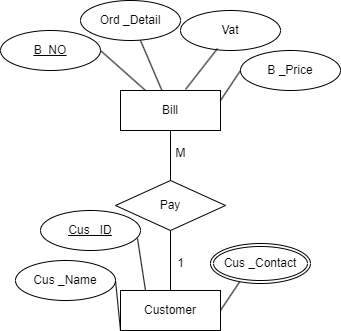 Ord _Detail
Vat
B_NO
B _Price
Bill
M
Pay
Cus _ID
1
Cus _Contact
Cus _Name
Customer